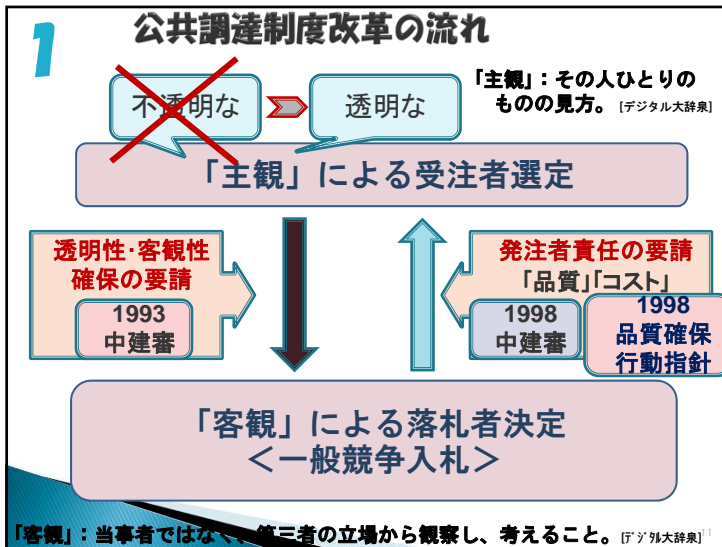 1
公共調達制度改革の流れ
不透明な
透明な
「主観」：その人ひとりの
ものの見方。 [デジタル大辞泉]
「主観」による受注者選定
透明性･客観性
確保の要請
1993
中建審
発注者責任の要請
「品質」「コスト」
1998
中建審
1998
品質確保
行動指針
「客観」による落札者決定
＜一般競争入札＞
「客観」：当事者ではなく、第三者の立場から観察し、考えること。[デジタル大辞泉]
11